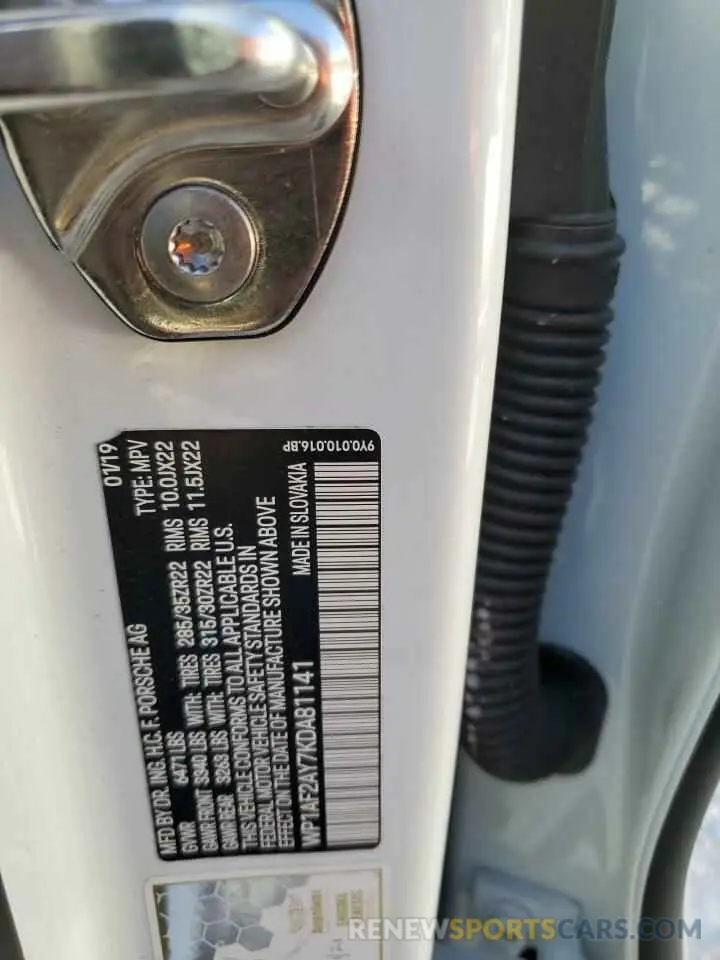 MFD BY DR. ING. H.C. F. PORSCHE AG 01/19
GVWR 6471 LBS TYPE: MPV
GAWR FRONT 3340 LBS WITH: TIRES 285/35ZR22 RIMS 10.0JX22
GAWR REAR 3263 LBS WITH: TIRES 315/30ZR22 RIMS 11.5JX22
THIS VEHICLE CONFORMS TO ALL APPLICABLE U.S.
FEDERAL MOTOR VEHICLE SAFETY STANDARDS IN
EFFECT ON THE DATE OF MANUFACTURE SHOWN ABOVE
WP1AF2AY7KDA81141 MADE IN SLOVAKIA
9Y0.010.016.BP
RENEWSPORTSCARS.COM